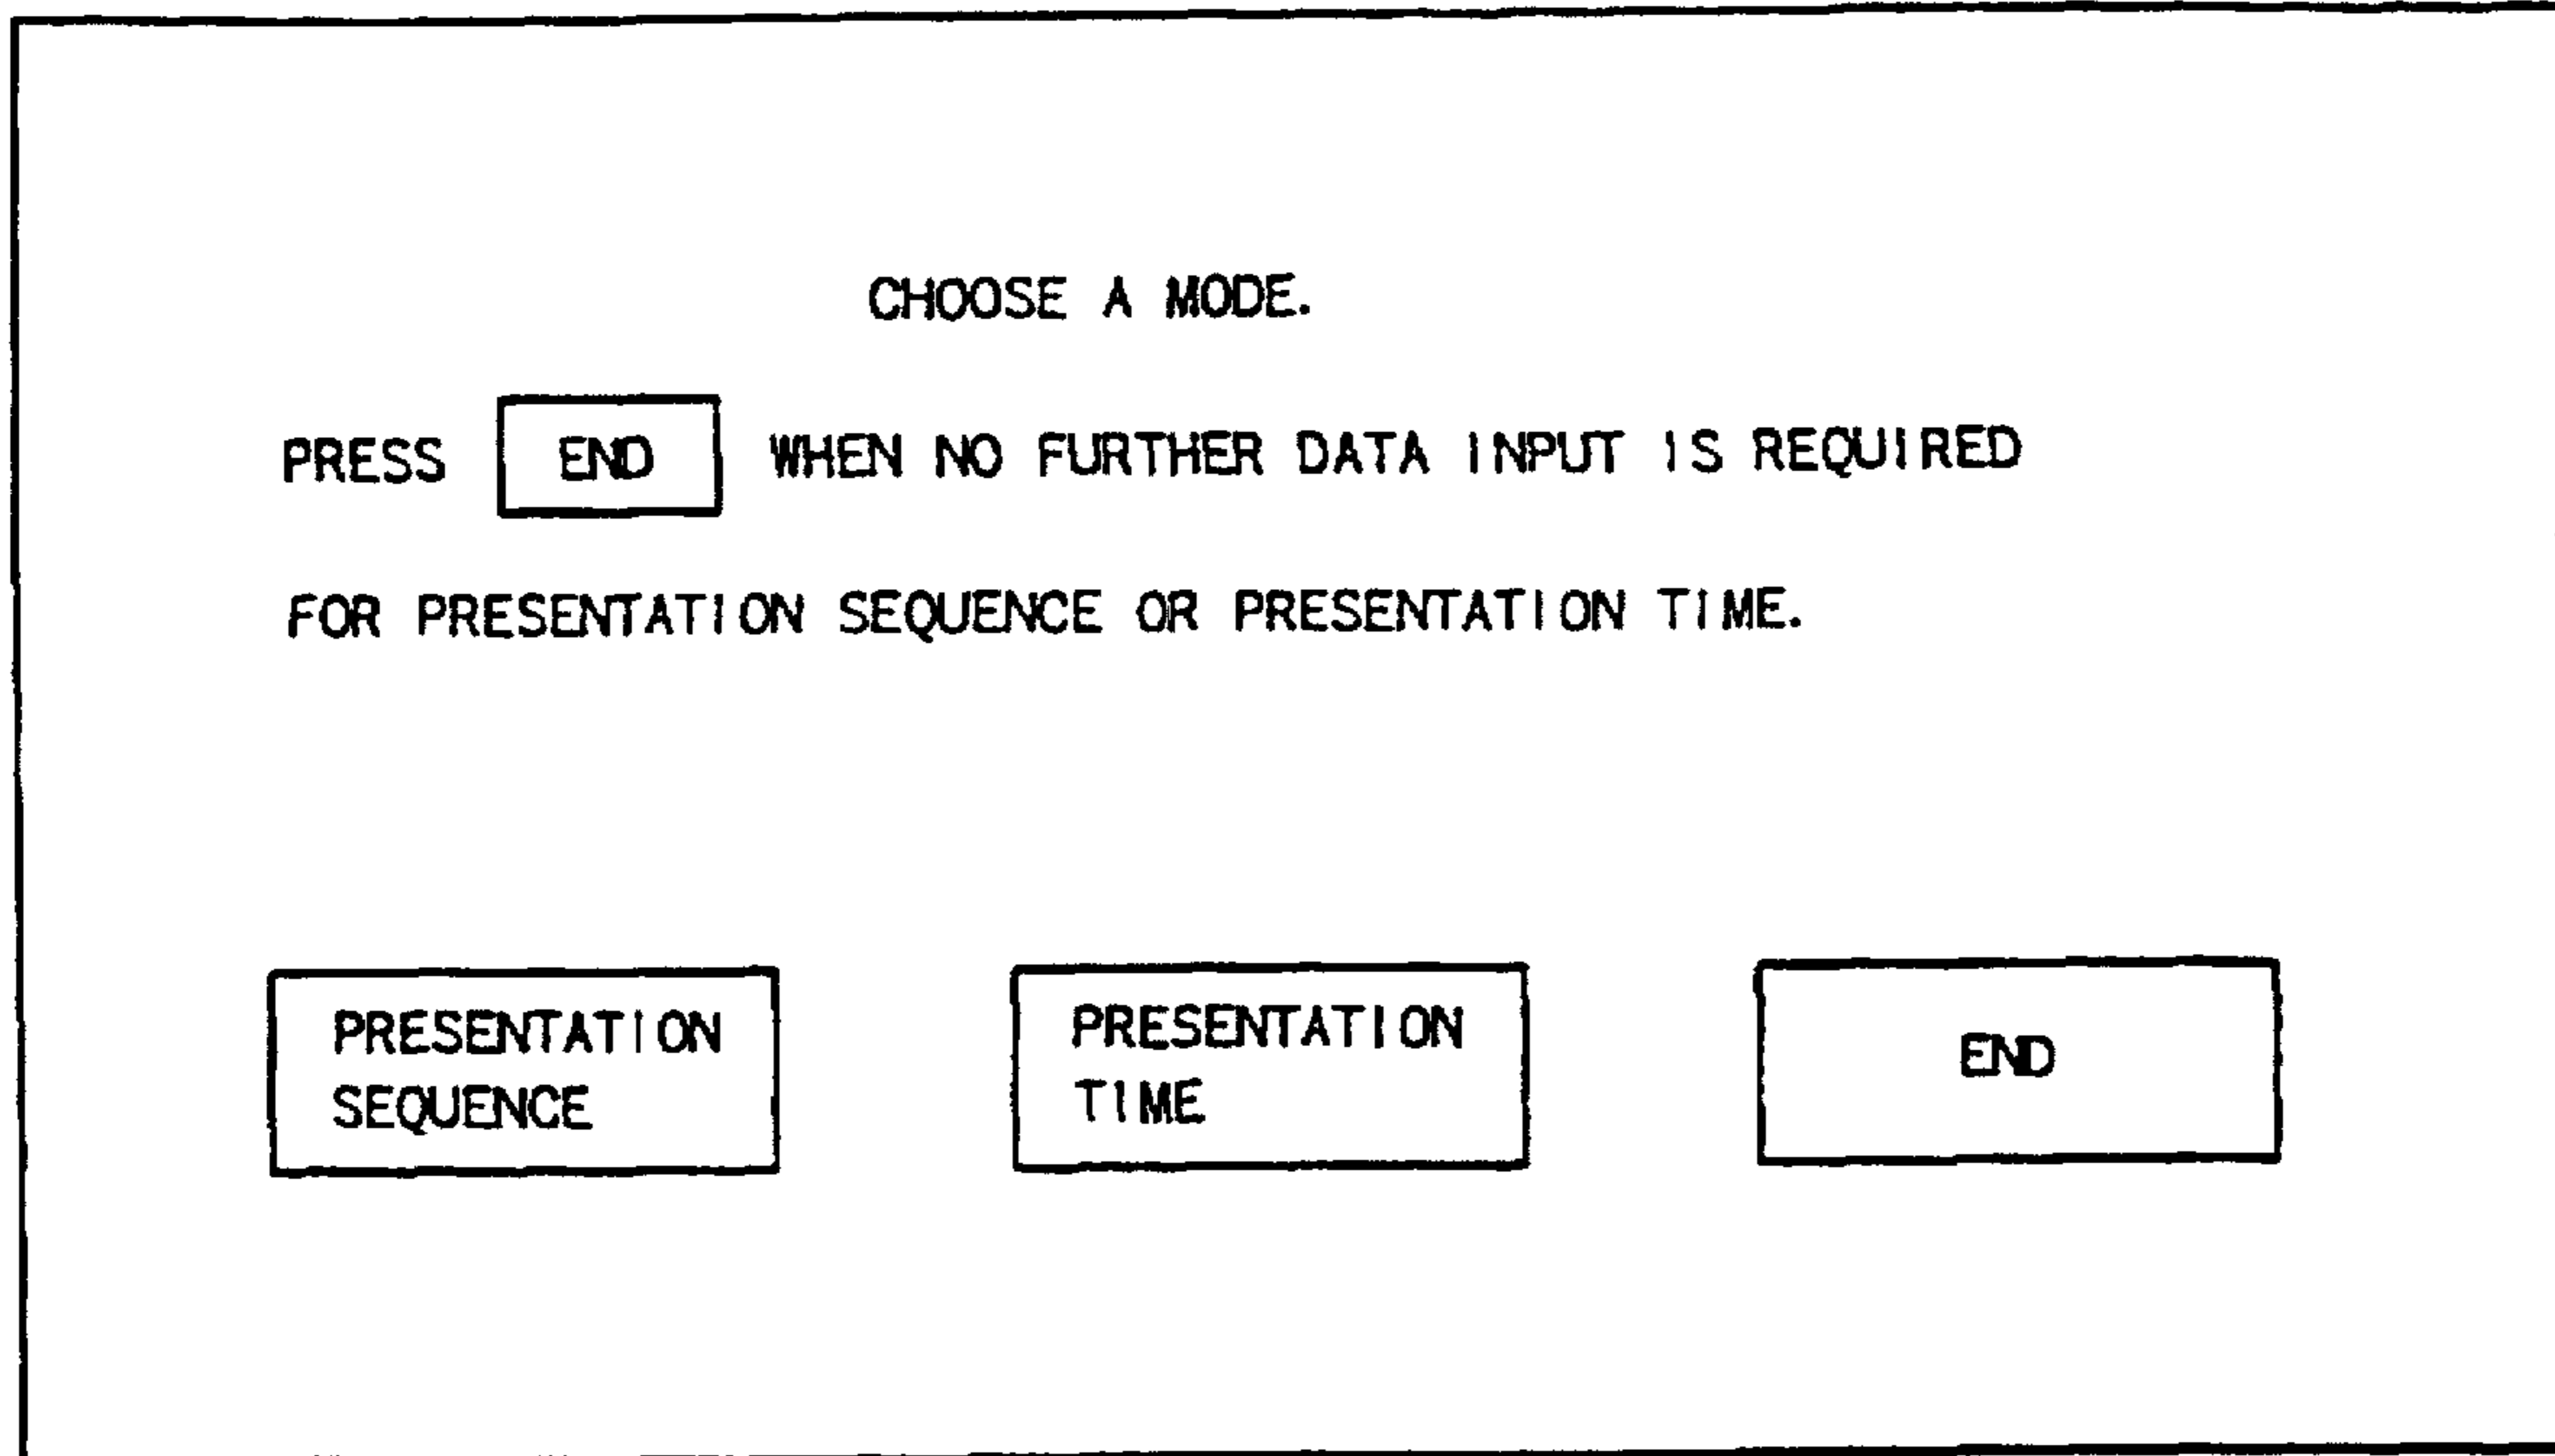 CHOOSE A MODE.
PRESS END WHEN NO FURTHER DATA INPUT IS REQUIRED
FOR PRESENTATION SEQUENCE OR PRESENTATION TIME.
PRESENTATION
SEQUENCE
PRESENTATION
TIME
END